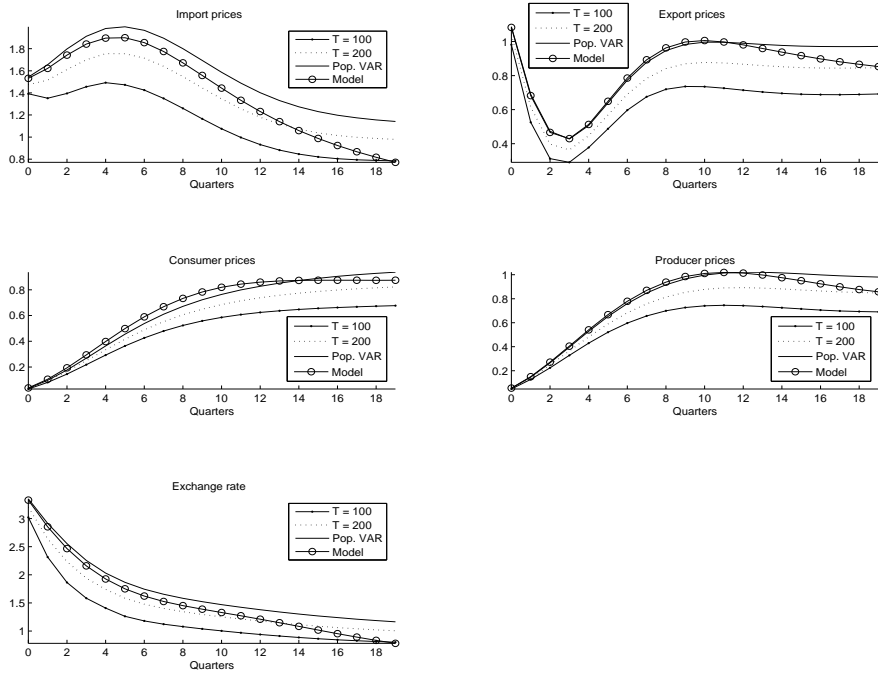 Import prices
T = 100
T = 200
Pop. VAR
Model
1.8
1.6
1.4
1.2
1
0.8
0 2 4 6 8 10 12 14 16 18
Quarters
Export prices
T = 100
T = 200
Pop. VAR
Model
1
0.8
0.6
0.4
0 2 4 6 8 10 12 14 16 18
Quarters
Consumer prices
0.8
0.6
0.4
0.2
T = 100
T = 200
Pop. VAR
Model
0 2 4 6 8 10 12 14 16 18
Quarters
Producer prices
1
0.8
0.6
0.4
0.2
T = 100
T = 200
Pop. VAR
Model
0 2 4 6 8 10 12 14 16 18
Quarters
Exchange rate
T = 100
T = 200
Pop. VAR
Model
3
2.5
2
1.5
1
0 2 4 6 8 10 12 14 16 18
Quarters